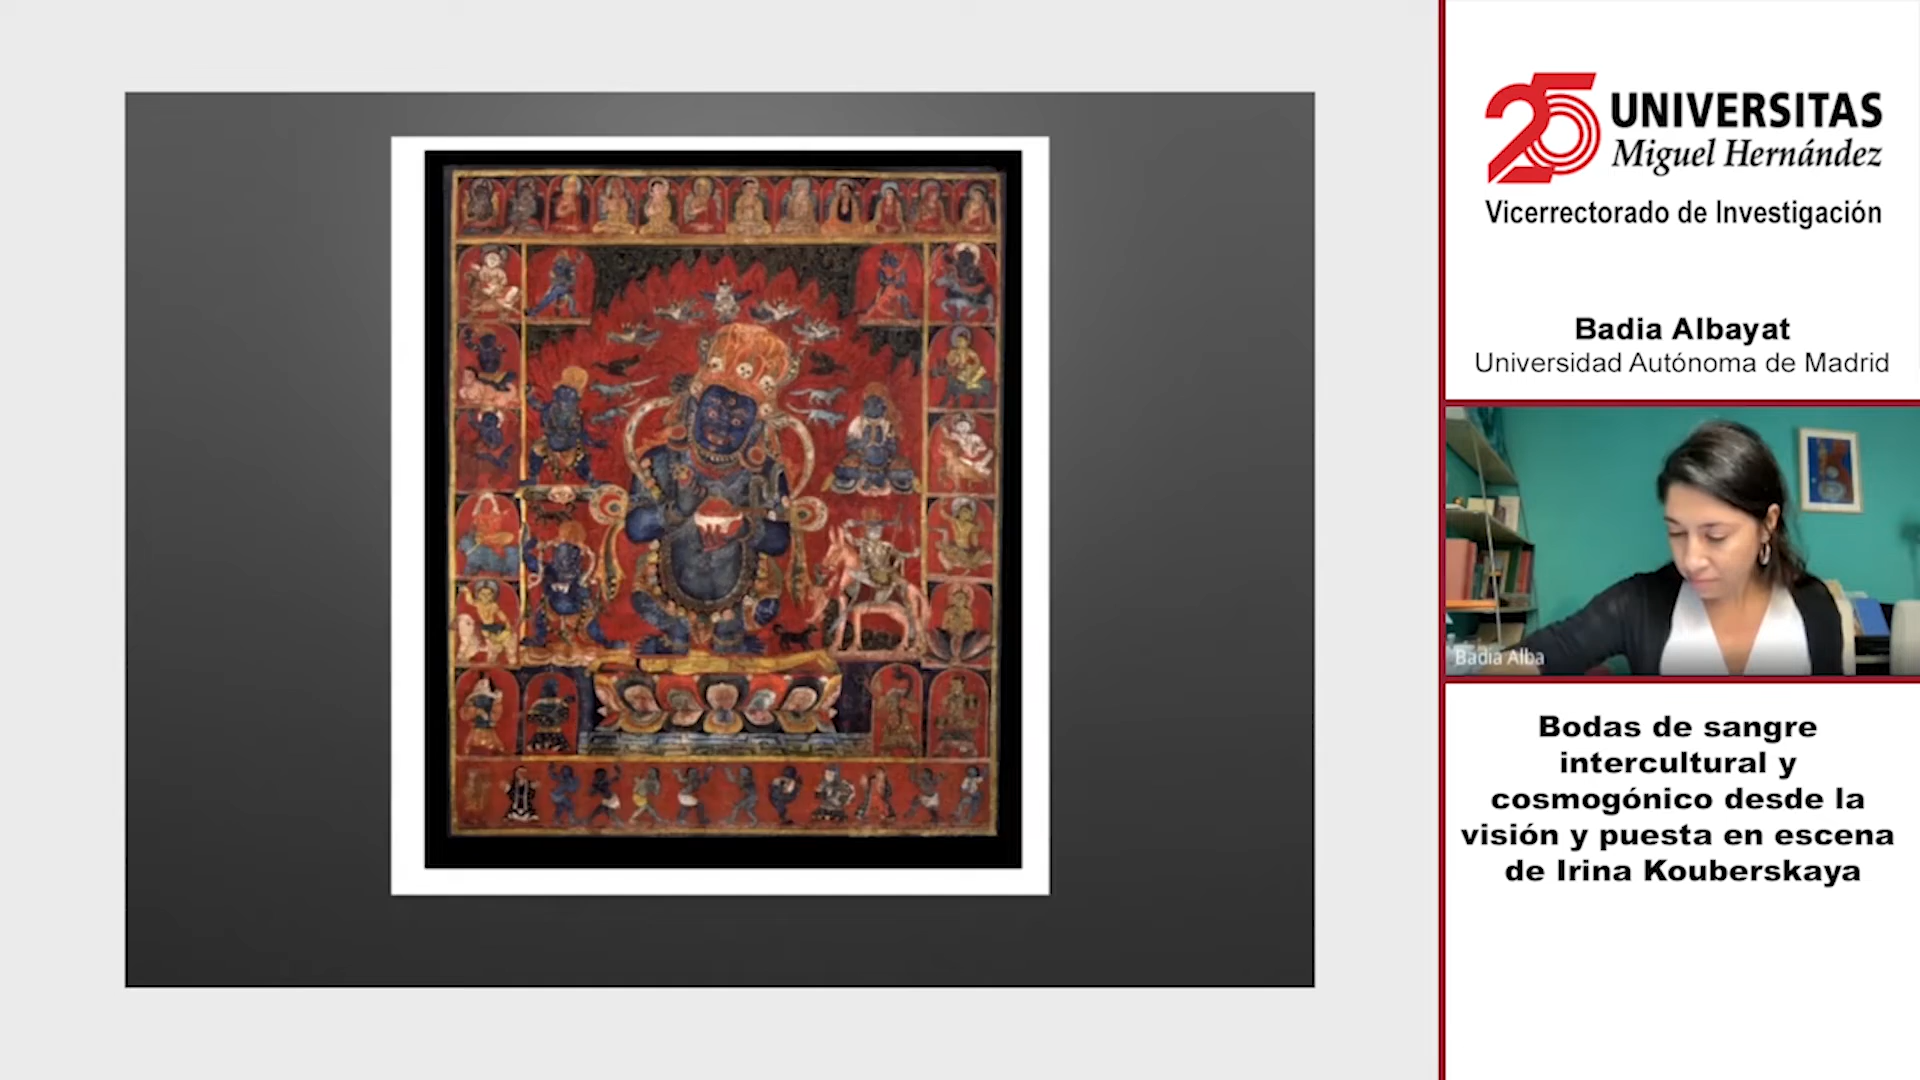 25 UNIVERSITAS
Miguel Hernández
Vicerrectorado de Investigación
Badia Albayat
Universidad Autónoma de Madrid
Badia Alba
Bodas de sangre
intercultural y
cosmogónico desde la
visión y puesta en escena
de Irina Kouberskaya